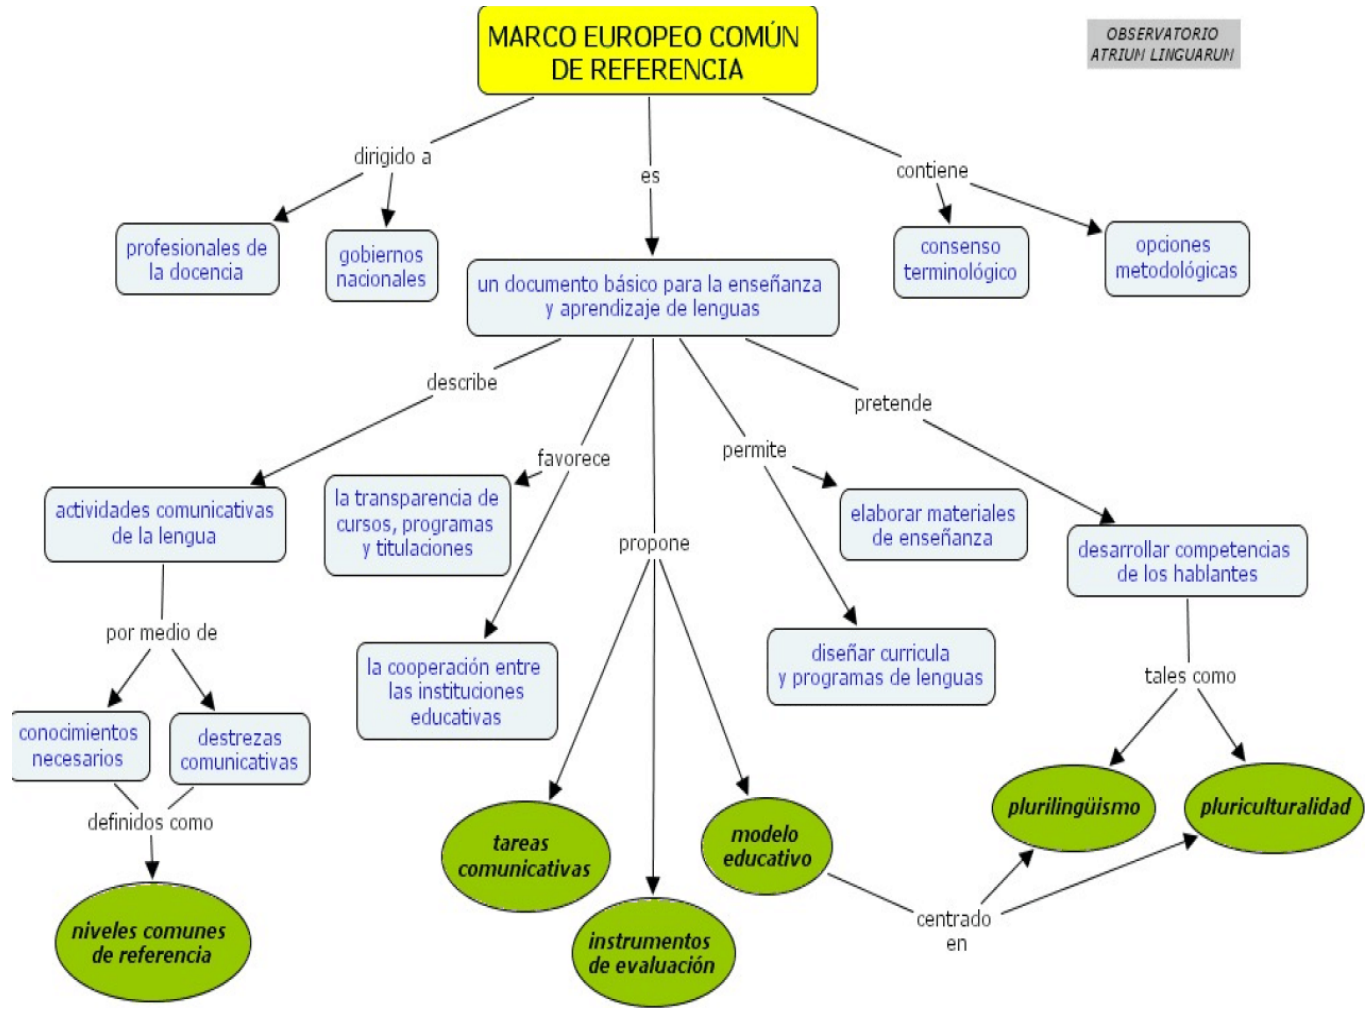 MARCO EUROPEO COMÚN
DE REFERENCIA
OBSERVATORIO
ATRIUM LINGUARUM
dirigido a
es
contiene
profesionales de
la docencia
gobiernos
nacionales
un documento básico para la enseñanza
y aprendizaje de lenguas
consenso
terminológico
opciones
metodológicas
describe
favorece
propone
permite
pretende
actividades comunicativas
de la lengua
la transparencia de
cursos, programas
y titulaciones
elaborar materiales
de enseñanza
desarrollar competencias
de los hablantes
por medio de
la cooperación entre
las instituciones
educativas
diseñar curricula
y programas de lenguas
tales como
conocimientos
necesarios
destrezas
comunicativas
definidos como
tareas
comunicativas
modelo
educativo
plurilingüismo
pluriculturalidad
niveles comunes
de referencia
instrumentos
de evaluación
centrado
en